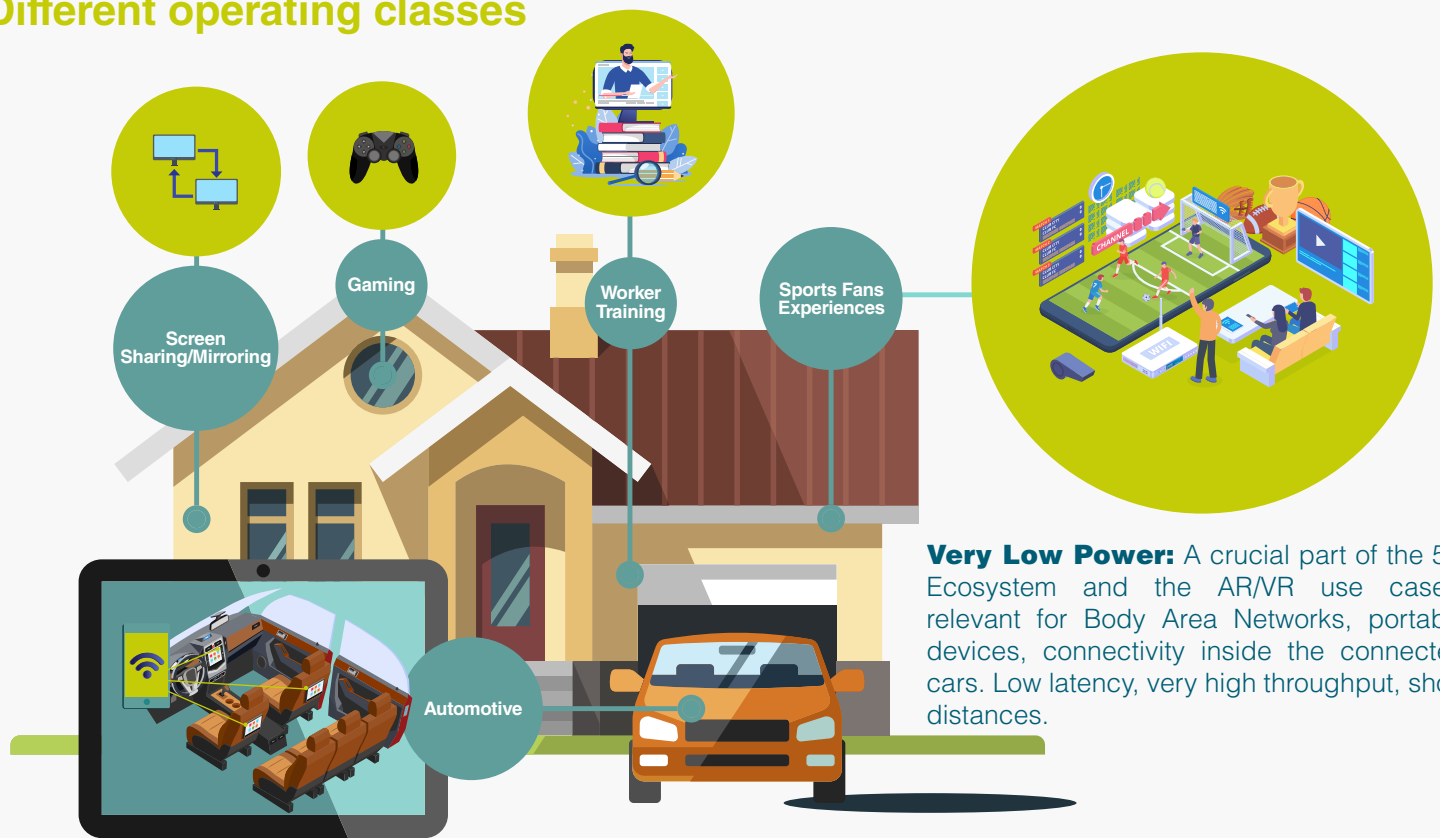 Different operating classes
Gaming
Worker
Training
Sports Fans
Experiences
Screen
Sharing/Mirroring
CHANNEL
WIFI
Automotive
Very Low Power: A crucial part of the 5
Ecosystem and the AR/VR use case
relevant for Body Area Networks, portab
devices, connectivity inside the connecte
cars. Low latency, very high throughput, sho
distances.